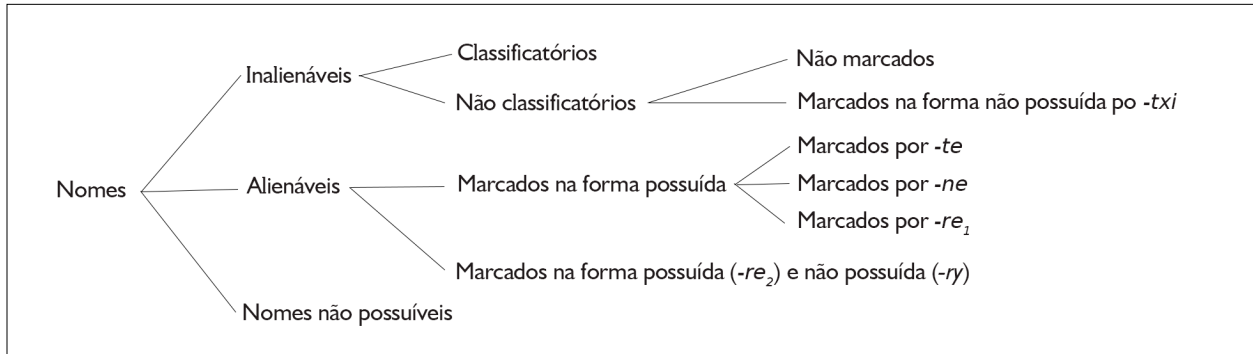 Classificatórios
Não marcados
Inalienáveis
Não classificatórios
Marcados na forma não possuída po -txi
Marcados por -te
Nomes
Alienáveis
Marcados na forma possuída
Marcados por -ne
Marcados por -re₁
Marcados na forma possuída (-re₂) e não possuída (-ry)
Nomes não possuíveis